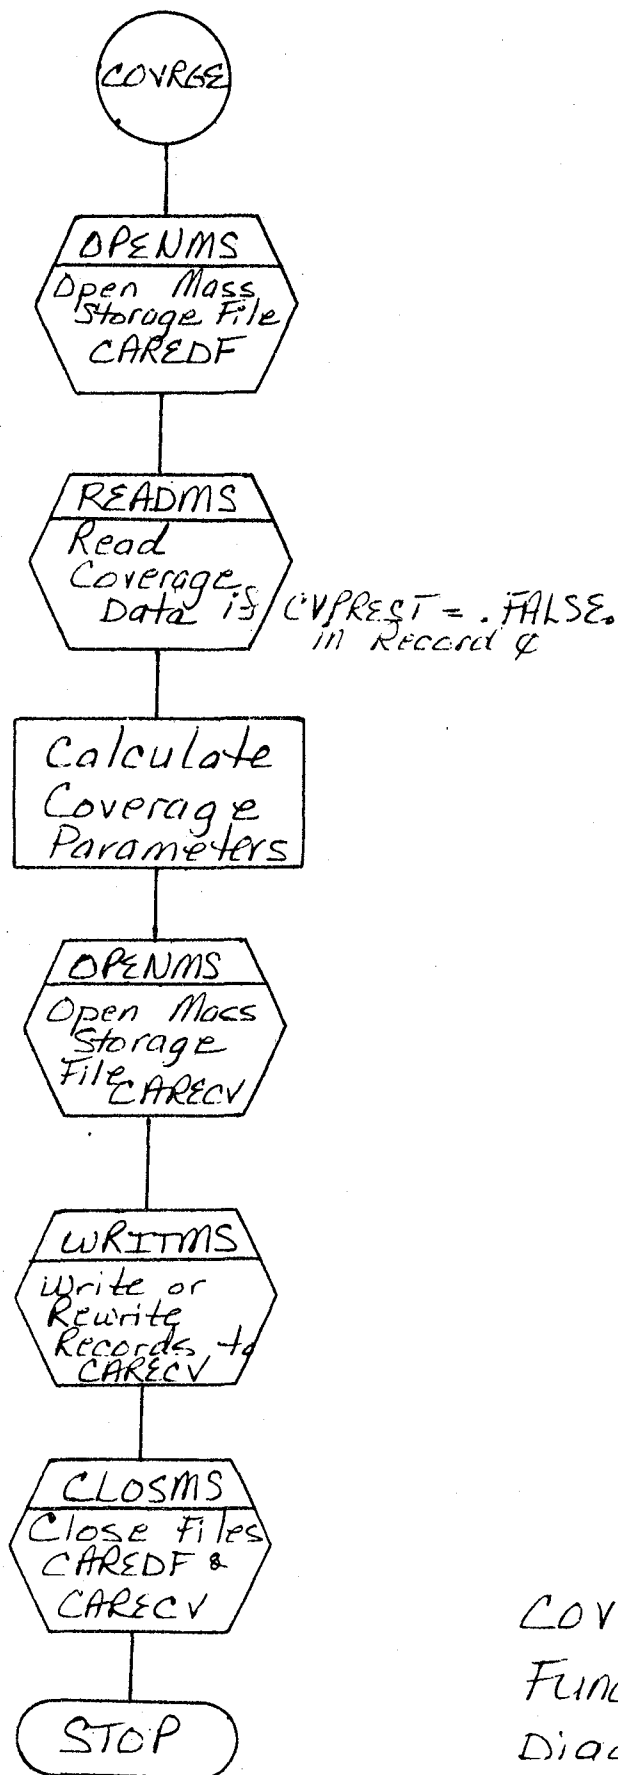 COVRGE
OPENMS
Open Mass
Storage File
CAREDF
READMS
Read
Coverage
Data if CVPREST = .FALSE.
in Record
Calculate
Coverage
Parameters
OPENMS
Open Mass
Storage
File
CARECV
WRITMS
Write or
Rewrite
Records to
CARECV
CLOSMS
Close Files
CAREDF &
CARECV
STOP
COV
Func
Diag